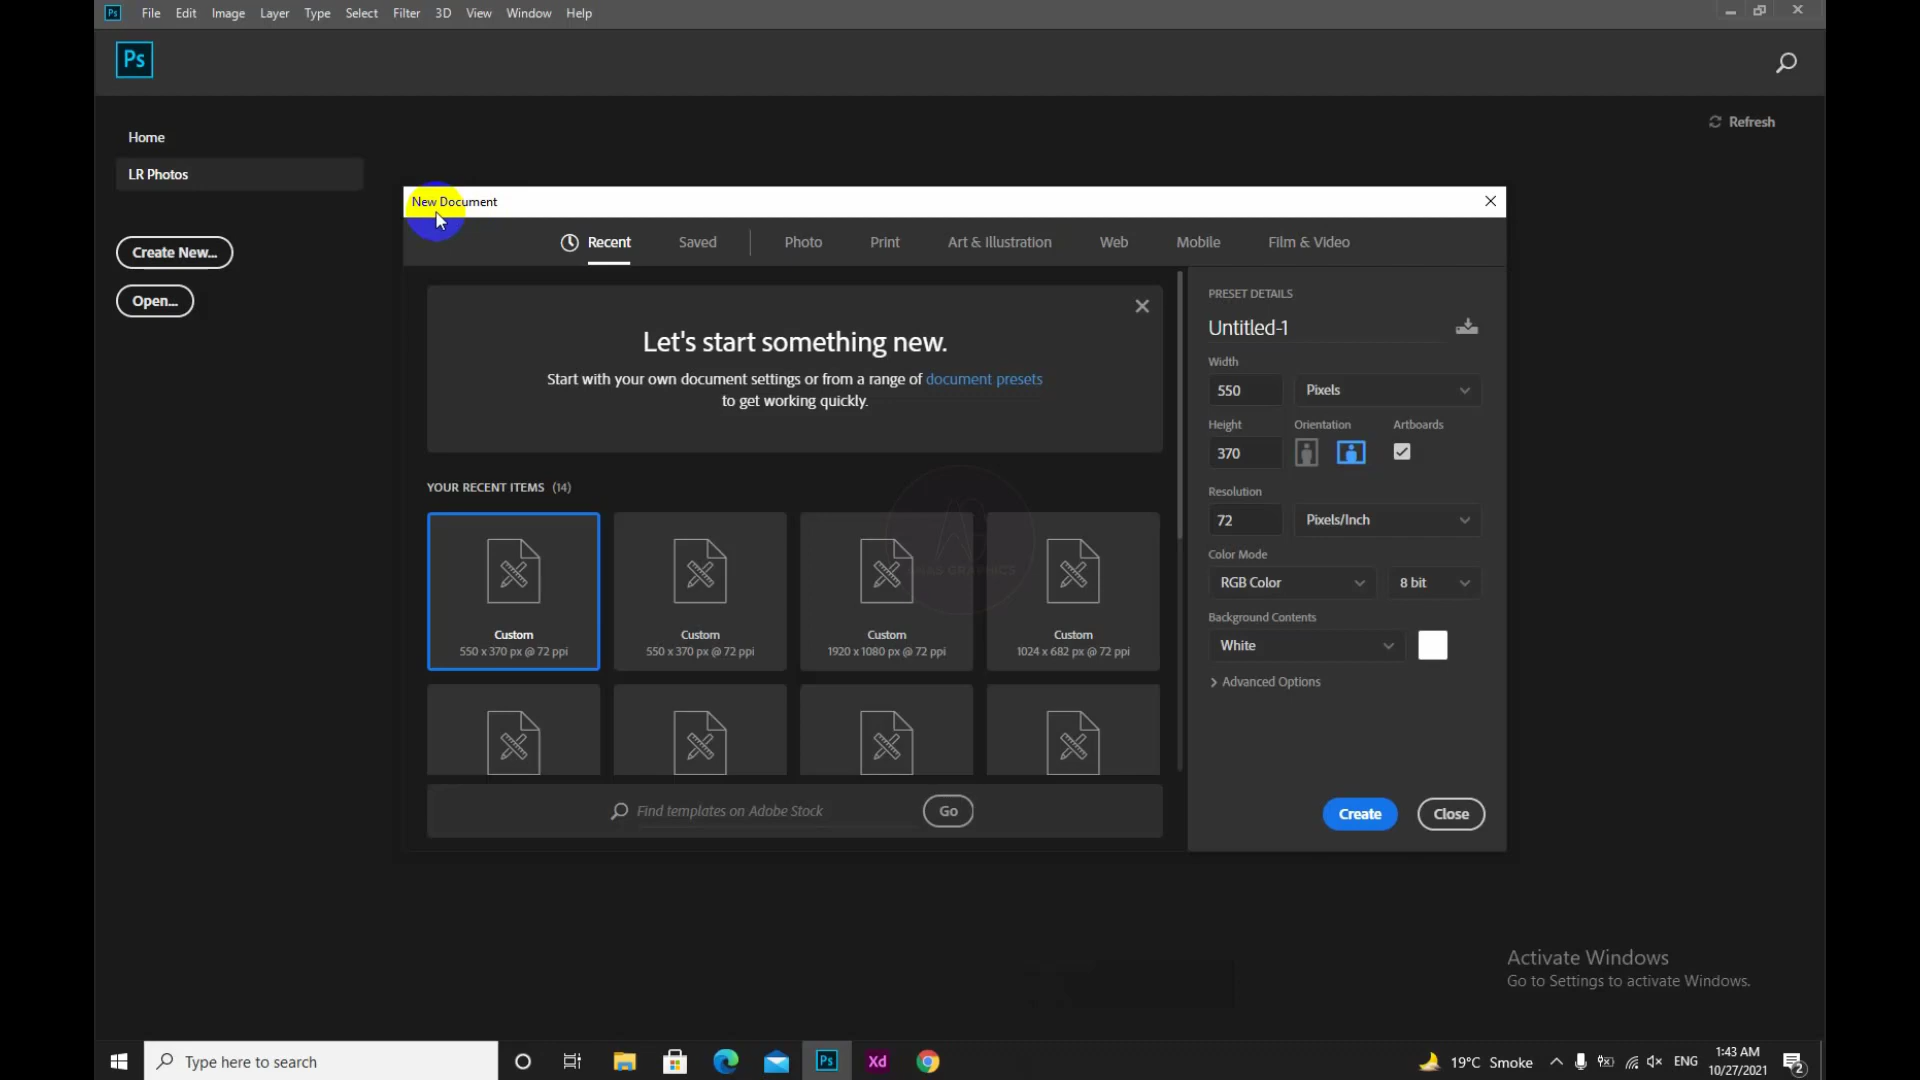 Ps File Edit Image Layer Type Select Filter 3D View Window Help
Ps
Refresh
Home
LR Photos
Create New...
Open...
New Document
Recent Saved Photo Print Art & Illustration Web Mobile Film & Video
Let's start something new.
Start with your own document settings or from a range of document presets
to get working quickly.
YOUR RECENT ITEMS (14)
Custom
550 x 370 px @ 72 ppi
Custom
550 x 370 px @ 72 ppi
Custom
1920 x 1080 px @ 72 ppi
Custom
1024 x 682 px @ 72 ppi
Find templates on Adobe Stock
Go
PRESET DETAILS
Untitled-1
Width
550 Pixels
Height Orientation Artboards
370
Resolution
72 Pixels/Inch
Color Mode
RGB Color 8 bit
Background Contents
White
Advanced Options
Create Close
Activate Windows
Go to Settings to activate Windows.
Type here to search
Ps Xd
19°C Smoke
ENG
1:43 AM
10/27/2021
2